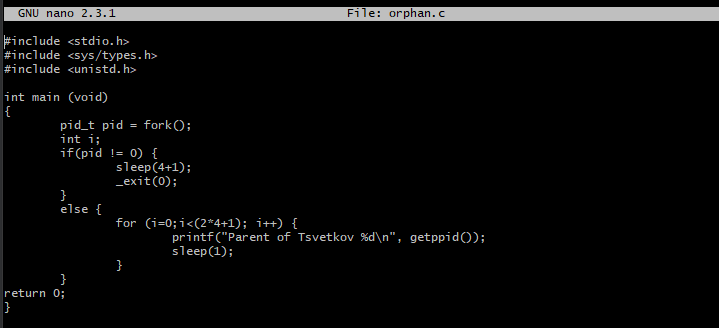 GNU nano 2.3.1 File: orphan.c
#include <stdio.h>
#include <sys/types.h>
#include <unistd.h>
int main (void)
{
pid_t pid = fork();
int i;
if(pid != 0) {
sleep(4+1);
_exit(0);
}
else {
for (i=0;i<(2*4+1); i++) {
printf("Parent of Tsvetkov %d\n", getppid());
sleep(1);
}
}
return 0;
}